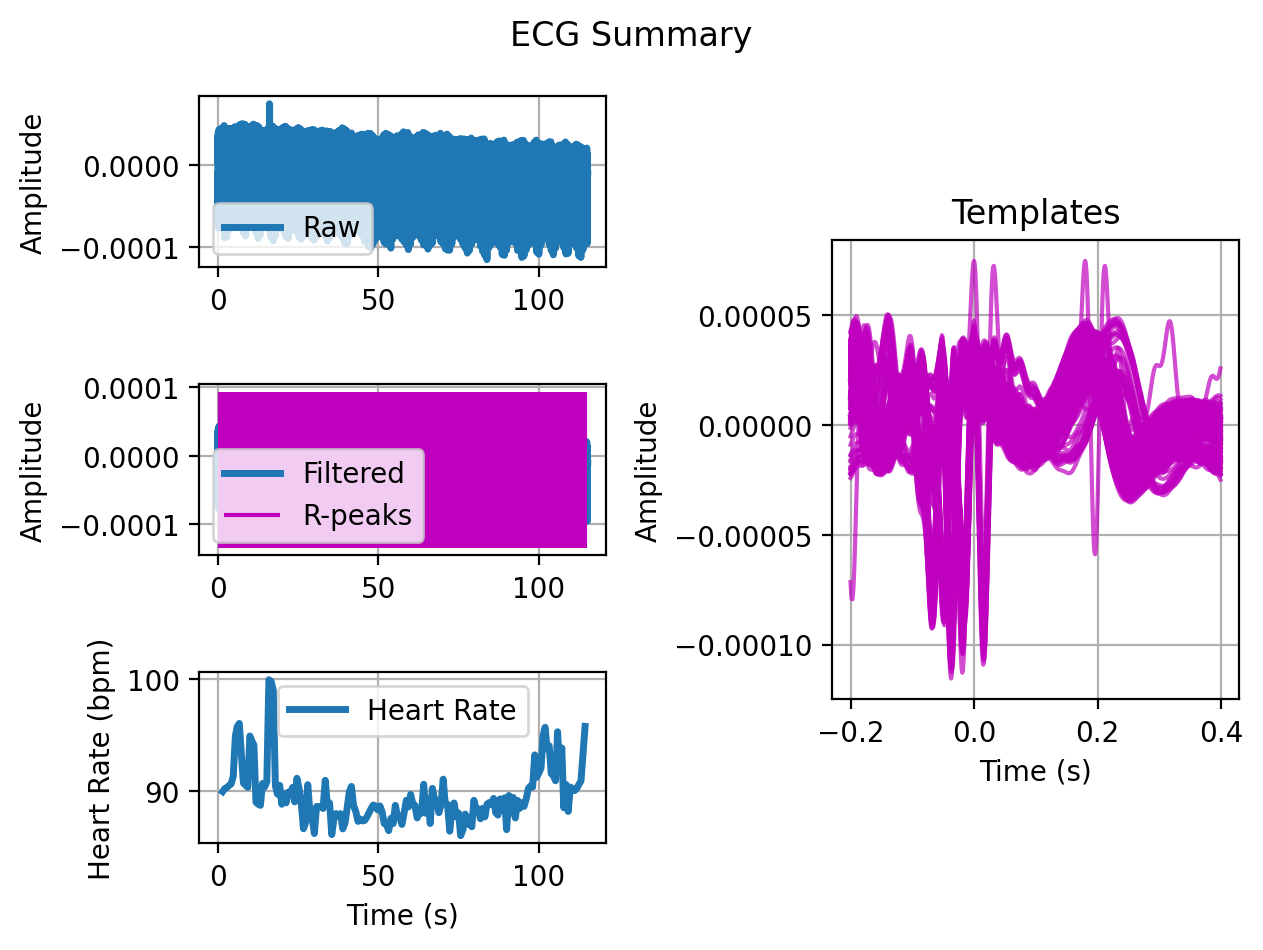 ECG Summary
Amplitude
0.0000
−0.0001
Raw
0
50
100
Amplitude
0.0001
0.0000
−0.0001
Filtered
R-peaks
0
50
100
Heart Rate (bpm)
100
90
Heart Rate
0
50
100
Time (s)
Templates
Amplitude
0.00005
0.00000
−0.00005
−0.00010
−0.2
0.0
0.2
0.4
Time (s)